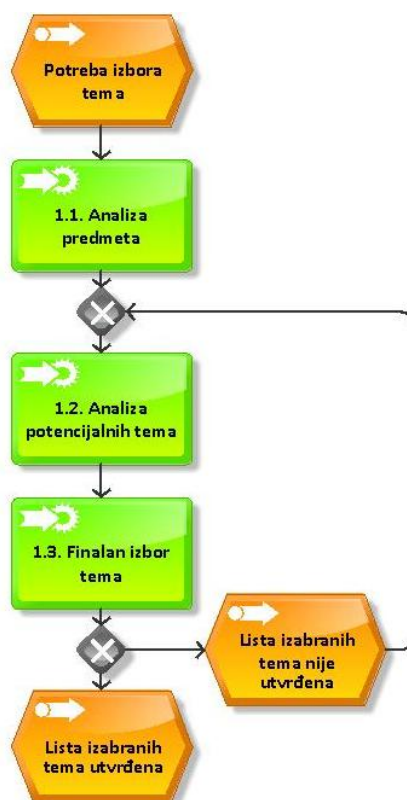 Potreba izbora
tema
1.1. Analiza
predmeta
1.2. Analiza
potencijalnih tema
1.3. Finalan izbor
tema
Lista izabranih
tema nije
utvrđena
Lista izabranih
tema utvrđena